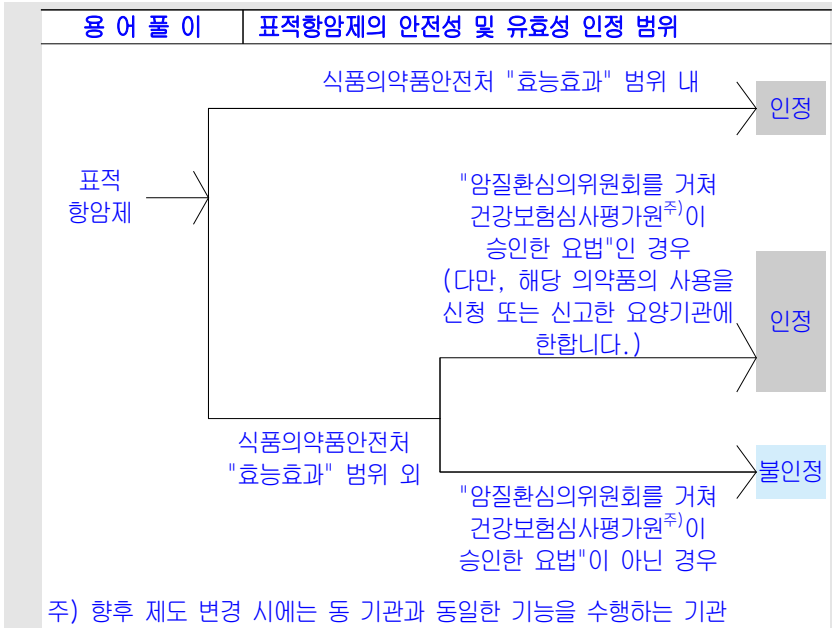 용 어 풀 이 표적항암제의 안전성 및 유효성 인정 범위
식품의약품안전처 "효능효과" 범위 내
인정
표적
항암제
"암질환심의위원회를 거쳐
건강보험심사평가원주)이
승인한 요법"인 경우
(다만, 해당 의약품의 사용을
신청 또는 신고한 요양기관에
한합니다.)
인정
식품의약품안전처
"효능효과" 범위 외
불인정
"암질환심의위원회를 거쳐
건강보험심사평가원주)이
승인한 요법"이 아닌 경우
주) 향후 제도 변경 시에는 동 기관과 동일한 기능을 수행하는 기관